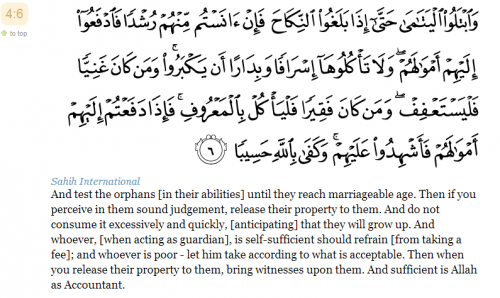 4:6
to top
وَٱبْتَلُوا۟ ٱلْيَتَـٰمَىٰ حَتَّىٰٓ إِذَا بَلَغُوا۟ ٱلنِّكَاحَ فَإِنْ ءَانَسْتُم مِّنْهُمْ رُشْدًا فَٱدْفَعُوٓا۟
إِلَيْهِمْ أَمْوَٰلَهُمْ ۖ وَلَا تَأْكُلُوهَآ إِسْرَافًا وَبِدَارًا أَن يَكْبَرُوا۟ ۚ وَمَن كَانَ غَنِيًّا
فَلْيَسْتَعْفِفْ ۖ وَمَن كَانَ فَقِيرًا فَلْيَأْكُلْ بِٱلْمَعْرُوفِ ۚ فَإِذَا دَفَعْتُمْ إِلَيْهِمْ
أَمْوَٰلَهُمْ فَأَشْهِدُوا۟ عَلَيْهِمْ ۚ وَكَفَىٰ بِٱللَّهِ حَسِيبًا ٦
Sahih International
And test the orphans [in their abilities] until they reach marriageable age. Then if you
perceive in them sound judgement, release their property to them. And do not
consume it excessively and quickly, [anticipating] that they will grow up. And
whoever, [when acting as guardian], is self-sufficient should refrain [from taking a
fee]; and whoever is poor - let him take according to what is acceptable. Then when
you release their property to them, bring witnesses upon them. And sufficient is Allah
as Accountant.